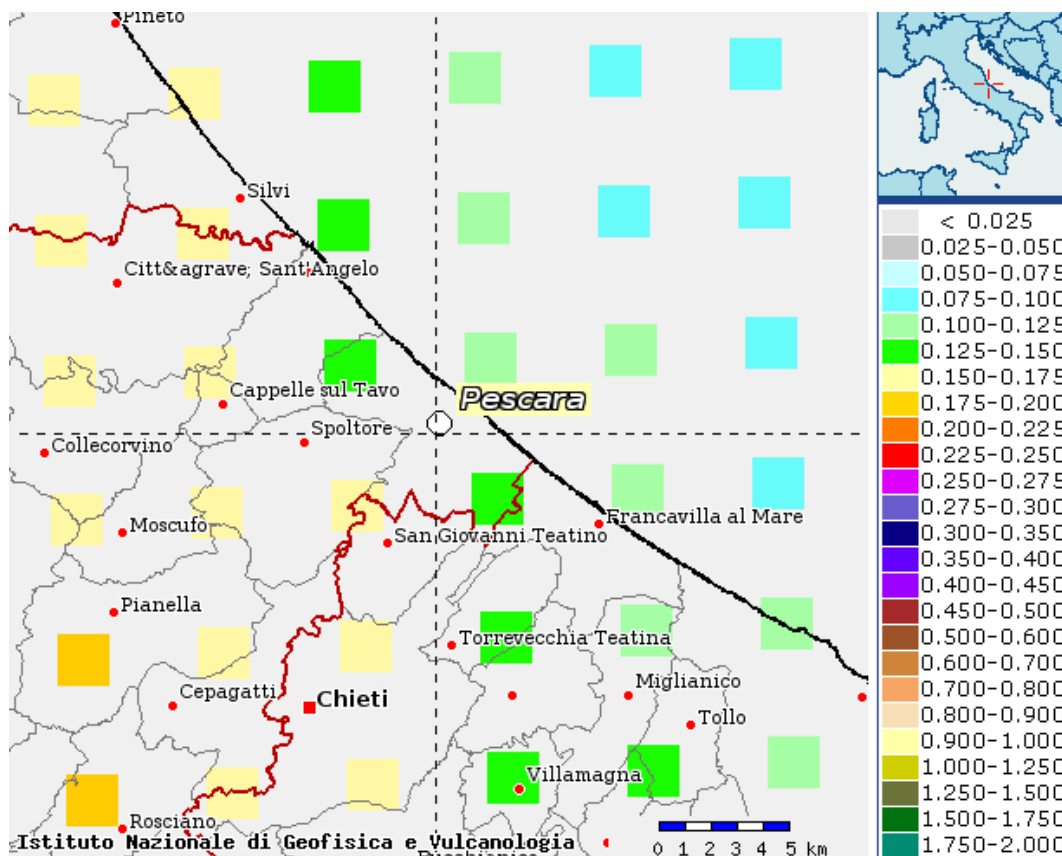 Pineto
Silvi
Citt&agrave; Sant'Angelo
Cappelle sul Tavo
Pescara
Spoltore
Collecorvino
Moscufo
Francavilla al Mare
San Giovanni Teatino
Pianella
Torrevecchia Teatina
Cepagatti
Chieti
Miglianico
Tollo
Villamagna
Rosciano
Istituto Nazionale di Geofisica e Vulcanologia
0 1 2 3 4 5 km
< 0.025
0.025-0.050
0.050-0.075
0.075-0.100
0.100-0.125
0.125-0.150
0.150-0.175
0.175-0.200
0.200-0.225
0.225-0.250
0.250-0.275
0.275-0.300
0.300-0.350
0.350-0.400
0.400-0.450
0.450-0.500
0.500-0.600
0.600-0.700
0.700-0.800
0.800-0.900
0.900-1.000
1.000-1.250
1.250-1.500
1.500-1.750
1.750-2.000